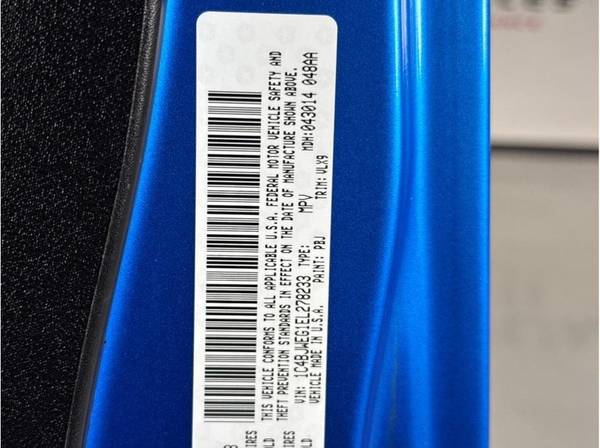 THIS VEHICLE CONFORMS TO ALL APPLICABLE U.S.A. FEDERAL MOTOR VEHICLE SAFETY AND
THEFT PREVENTION STANDARDS IN EFFECT ON THE DATE OF MANUFACTURE SHOWN ABOVE.
VIN: 1C4BJWEG1EL278233 TYPE: MPV MDH:043014 048AA
VEHICLE MADE IN U.S.A. PAINT: PBJ TRIM: VLX9